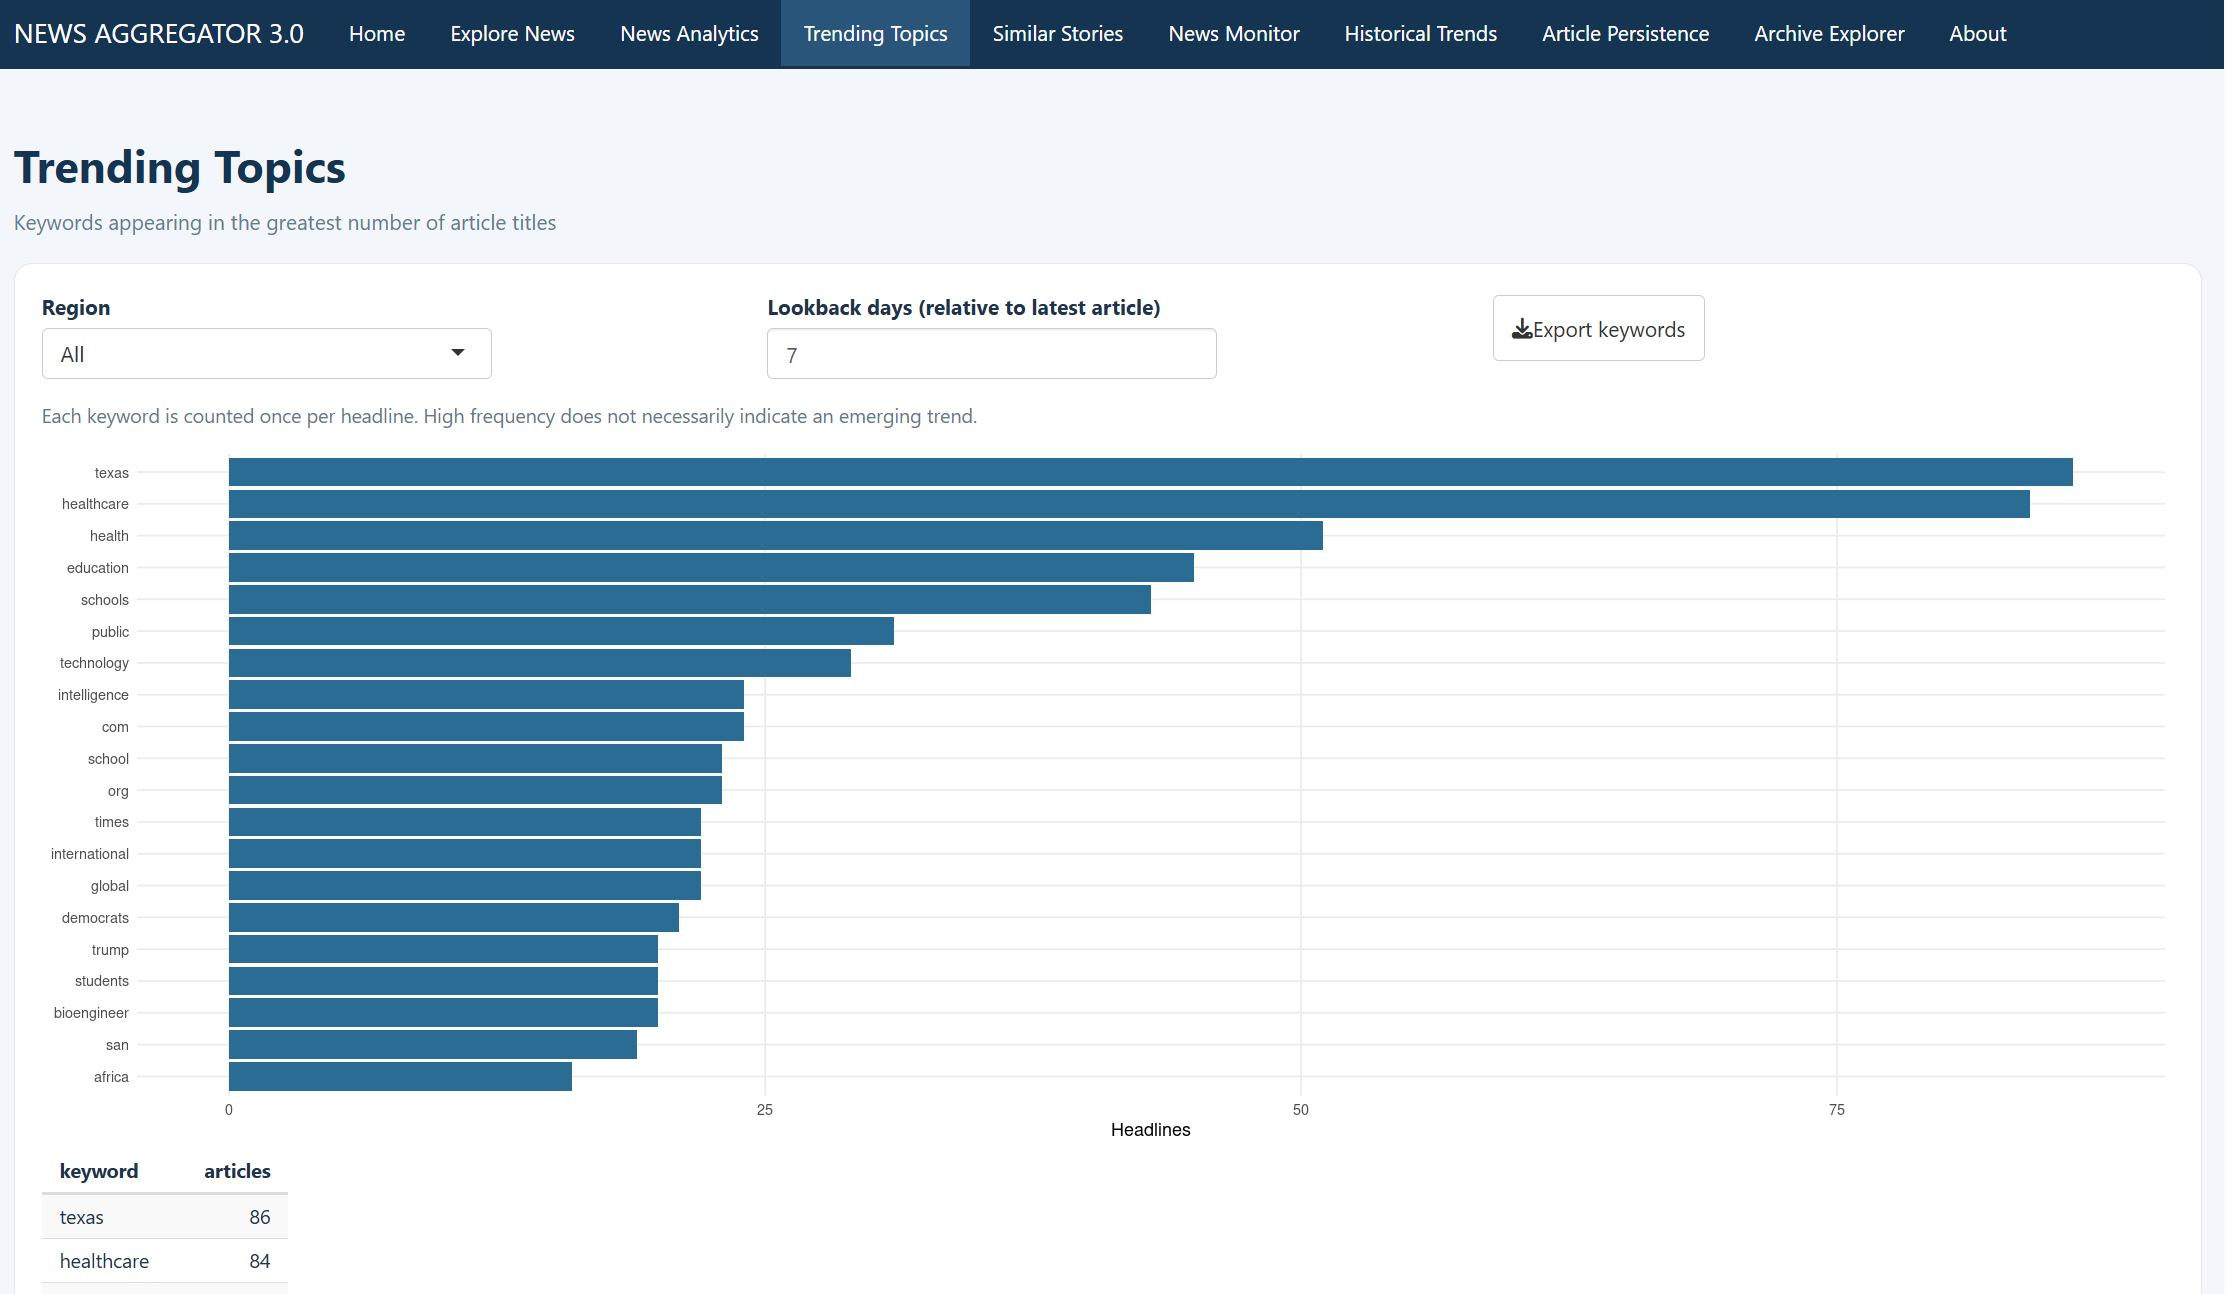 NEWS AGGREGATOR 3.0 Home Explore News News Analytics Trending Topics Similar Stories News Monitor Historical Trends Article Persistence Archive Explorer About
Trending Topics
Keywords appearing in the greatest number of article titles
Region Lookback days (relative to latest article)
All 7 Export keywords
Each keyword is counted once per headline. High frequency does not necessarily indicate an emerging trend.
texas
healthcare
health
education
schools
public
technology
intelligence
com
school
org
times
international
global
democrats
trump
students
bioengineer
san
africa
0 25 50 75
Headlines
keyword articles
texas 86
healthcare 84